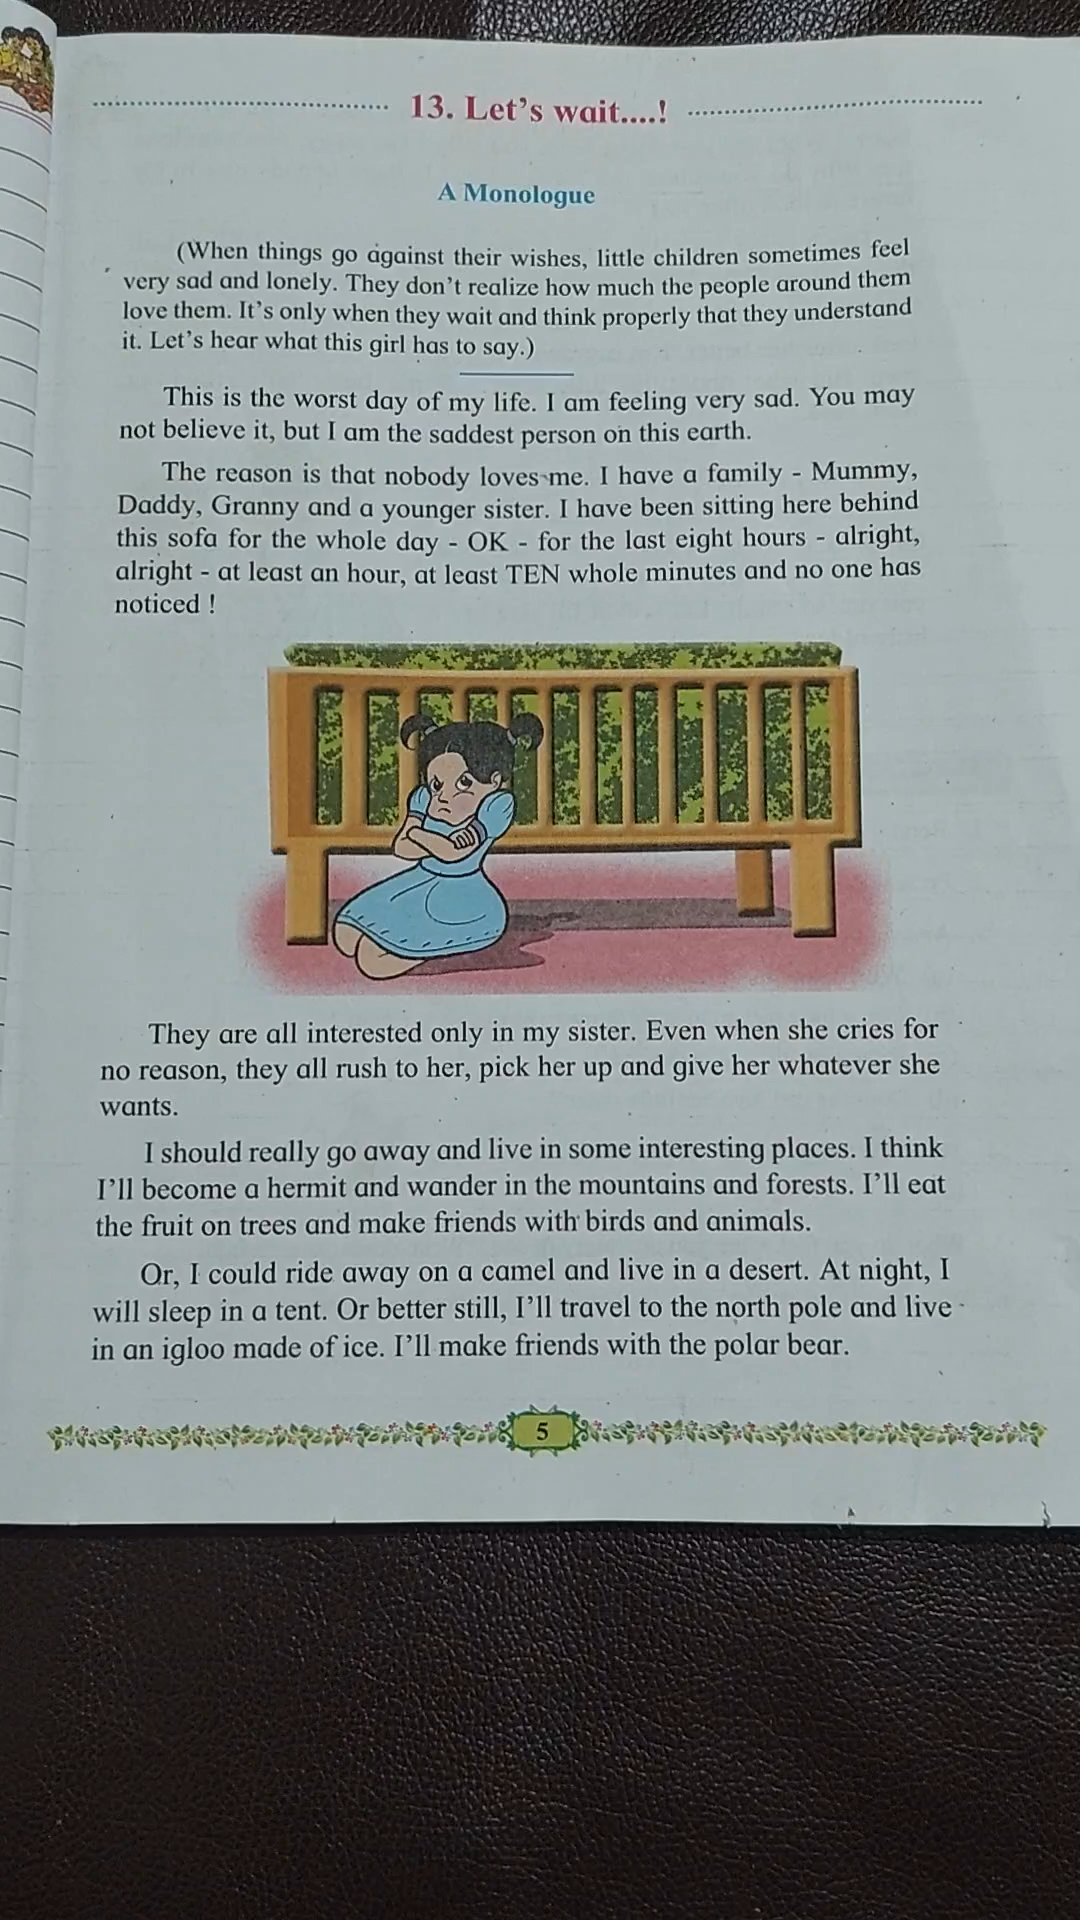 13. Let's wait....!
A Monologue
(When things go against their wishes, little children sometimes feel
very sad and lonely. They don't realize how much the people around them
love them. It's only when they wait and think properly that they understand
it. Let's hear what this girl has to say.)
This is the worst day of my life. I am feeling very sad. You may
not believe it, but I am the saddest person on this earth.
The reason is that nobody loves me. I have a family - Mummy,
Daddy, Granny and a younger sister. I have been sitting here behind
this sofa for the whole day - OK - for the last eight hours - alright,
alright - at least an hour, at least TEN whole minutes and no one has
noticed !
They are all interested only in my sister. Even when she cries for
no reason, they all rush to her, pick her up and give her whatever she
wants.
I should really go away and live in some interesting places. I think
I'll become a hermit and wander in the mountains and forests. I'll eat
the fruit on trees and make friends with birds and animals.
Or, I could ride away on a camel and live in a desert. At night, I
will sleep in a tent. Or better still, I'll travel to the north pole and live
in an igloo made of ice. I'll make friends with the polar bear.
5